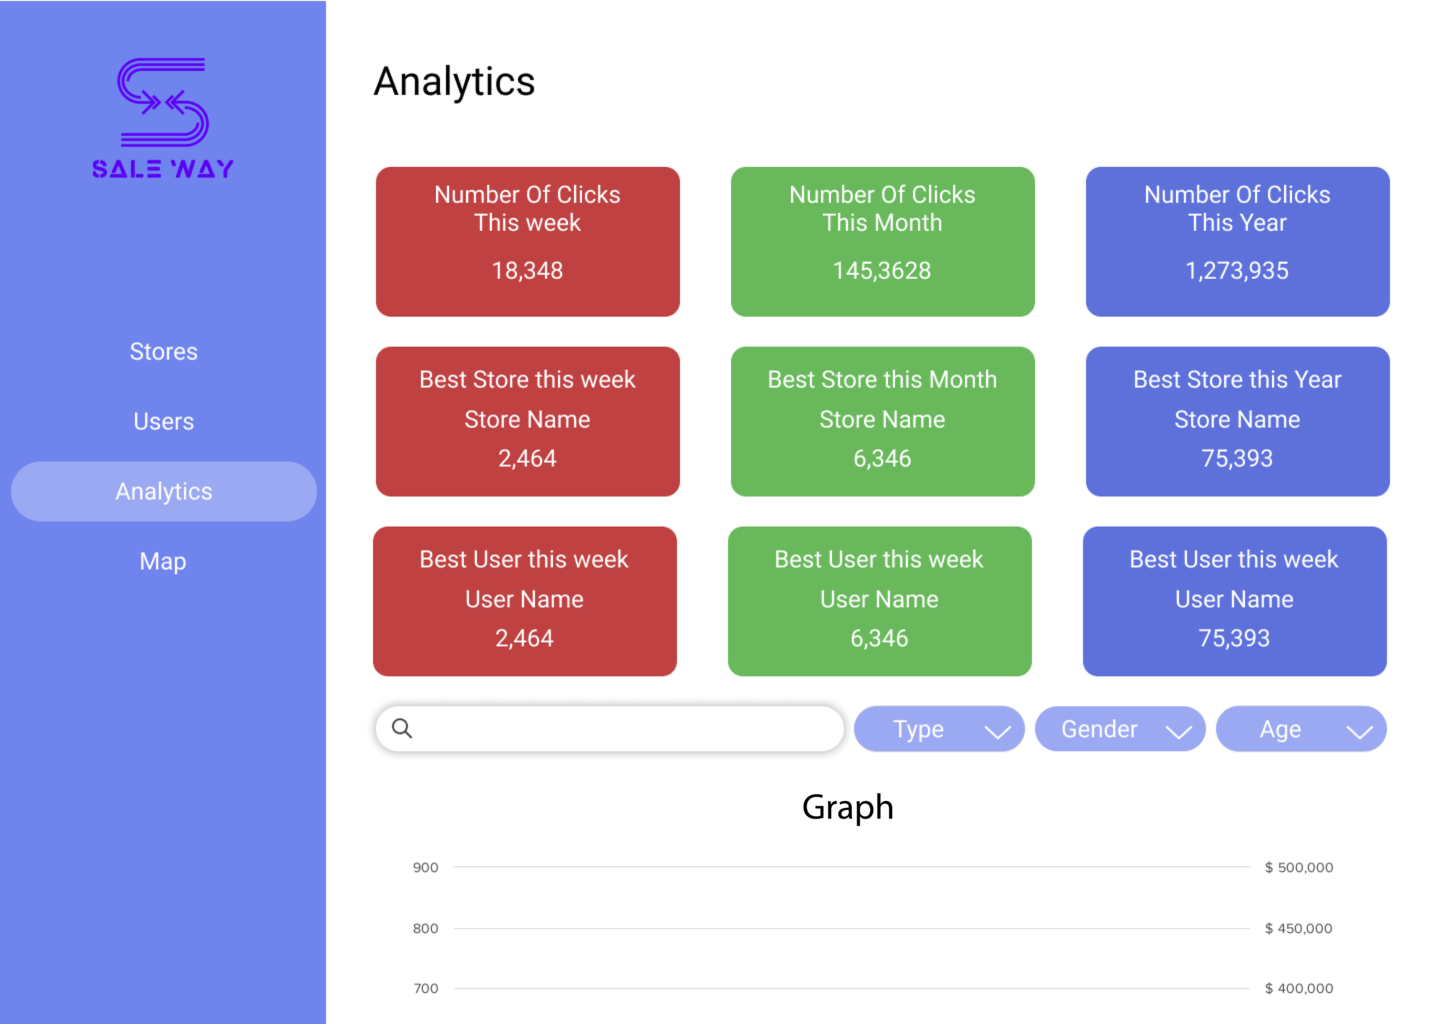 SALE WAY
Stores
Users
Analytics
Map
Analytics
Number Of Clicks
This week
18,348
Number Of Clicks
This Month
145,3628
Number Of Clicks
This Year
1,273,935
Best Store this week
Store Name
2,464
Best Store this Month
Store Name
6,346
Best Store this Year
Store Name
75,393
Best User this week
User Name
2,464
Best User this week
User Name
6,346
Best User this week
User Name
75,393
Type
Gender
Age
Graph
900
$ 500,000
800
$ 450,000
700
$ 400,000